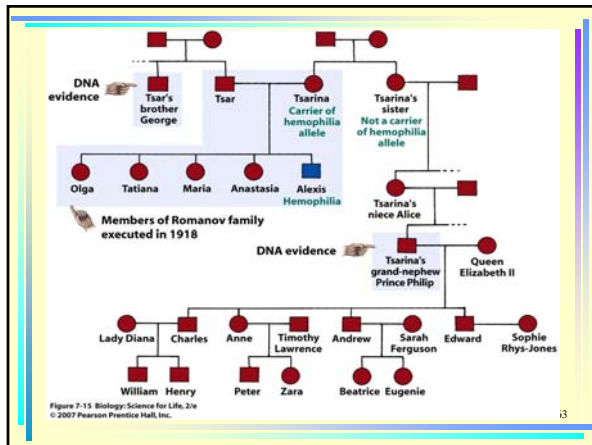 DNA
evidence
Tsar's
brother
George
Tsar
Tsarina
Carrier of
hemophilia
allele
Tsarina's
sister
Not a carrier
of hemophilia
allele
Olga
Tatiana
Maria
Anastasia
Alexis
Hemophilia
Members of Romanov family
executed in 1918
Tsarina's
niece Alice
DNA evidence
Tsarina's
grand-nephew
Prince Philip
Queen
Elizabeth II
Lady Diana
Charles
Anne
Timothy
Lawrence
Andrew
Sarah
Ferguson
Edward
Sophie
Rhys-Jones
William
Henry
Peter
Zara
Beatrice
Eugenie
Figure 7-15 Biology: Science for Life, 2/e
© 2007 Pearson Prentice Hall, Inc.